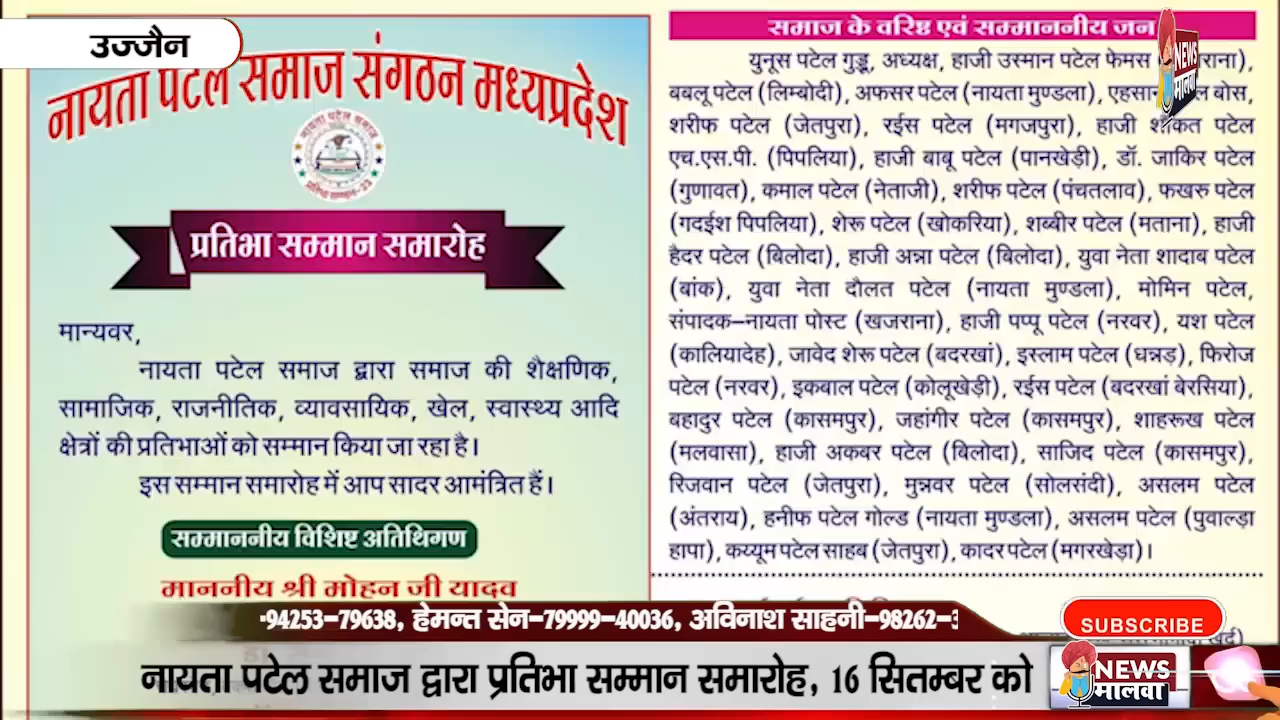 उज्जैन
नायता पटेल समाज संगठन मध्यप्रदेश
प्रतिभा सम्मान समारोह
मान्यवर,
नायता पटेल समाज द्वारा समाज की शैक्षणिक,
सामाजिक, राजनीतिक, व्यावसायिक, खेल, स्वास्थ्य आदि
क्षेत्रों की प्रतिभाओं को सम्मान किया जा रहा है।
इस सम्मान समारोह में आप सादर आमंत्रित हैं।
सम्माननीय विशिष्ट अतिथिगण
माननीय श्री मोहन जी यादव
समाज के वरिष्ठ एवं सम्माननीय जन
युनूस पटेल गुड्डू, अध्यक्ष, हाजी उस्मान पटेल फेमस राना),
बबलू पटेल (लिम्बोदी), अफसर पटेल (नायता मुण्डला), बोस,
शरीफ पटेल (जेतपुरा), रईस पटेल (मगजपुरा), हाजी शौकत पटेल
एच.एस.पी. (पिपलिया), हाजी बाबू पटेल (पानखेड़ी), डॉ. जाकिर पटेल
(गुणावत), कमाल पटेल (नेताजी), शरीफ पटेल (पंचतलाव), फखरु पटेल
(गदईश पिपलिया), शेरू पटेल (खोकरिया), शब्बीर पटेल (मताना), हाजी
हैदर पटेल (बिलोदा), हाजी अन्ना पटेल (बिलोदा), युवा नेता शादाब पटेल
(बांक), युवा नेता दौलत पटेल (नायता मुण्डला), मोमिन पटेल,
संपादक–नायता पोस्ट (खजराना), हाजी पप्पू पटेल (नरवर), यश पटेल
(कालियादेह), जावेद शेरू पटेल (बदरखां), इस्लाम पटेल (धन्नड़), फिरोज
पटेल (नरवर), इकबाल पटेल (कोलूखेड़ी), रईस पटेल (बदरखां बेरसिया),
बहादुर पटेल (कासमपुर), जहांगीर पटेल (कासमपुर), शाहरूख पटेल
(मलवासा), हाजी अकबर पटेल (बिलोदा), साजिद पटेल (कासमपुर),
रिजवान पटेल (जेतपुरा), मुन्नवर पटेल (सोलसंदी), असलम पटेल
(अंतराय), हनीफ पटेल गोल्ड (नायता मुण्डला), असलम पटेल (पुवाल्ड़ा
हापा), कय्यूम पटेल साहब (जेतपुरा), कादर पटेल (मगरखेड़ा)।
NEWS
मालवा
94253–79638, हेमन्त सेन–79999–40036, अविनाश साहनी–98262–3
SUBSCRIBE
नायता पटेल समाज द्वारा प्रतिभा सम्मान समारोह, 16 सितम्बर को
NEWS
मालवा